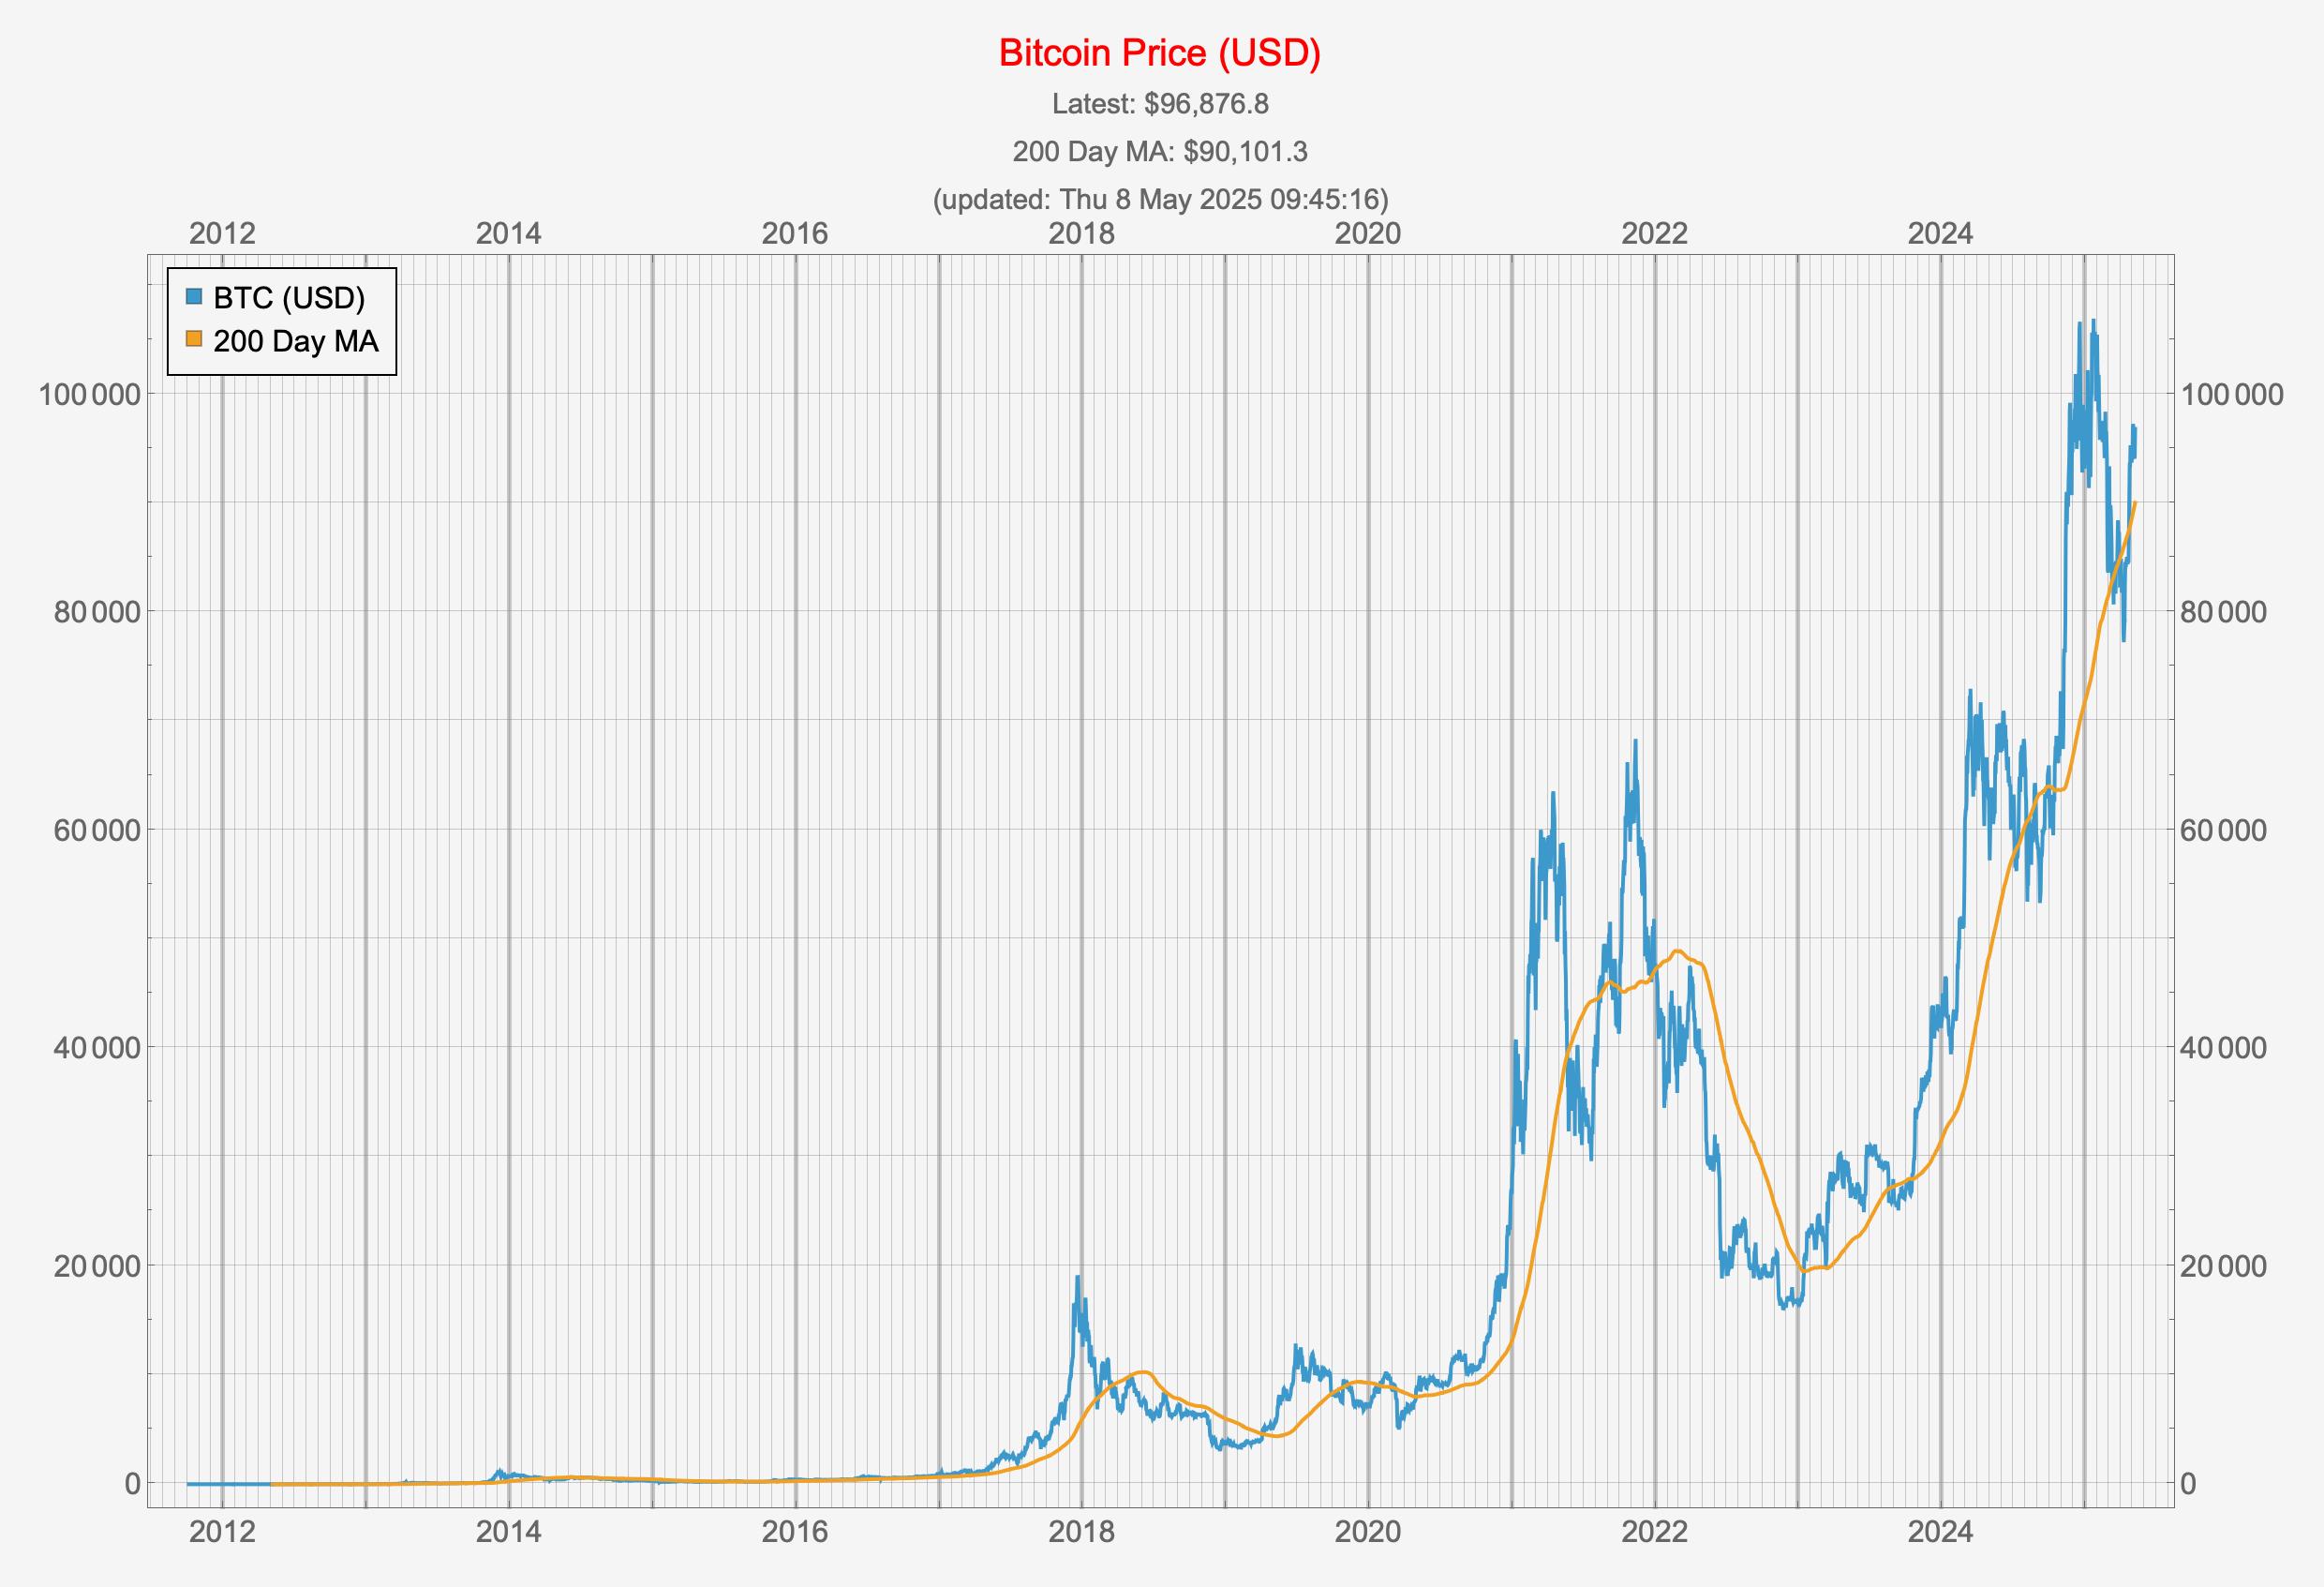 Bitcoin Price (USD)
Latest: $96,876.8
200 Day MA: $90,101.3
(updated: Thu 8 May 2025 09:45:16)
2012 2014 2016 2018 2020 2022 2024
BTC (USD)
200 Day MA
100 000 100 000
80 000 80 000
60 000 60 000
40 000 40 000
20 000 20 000
0 0
2012 2014 2016 2018 2020 2022 2024